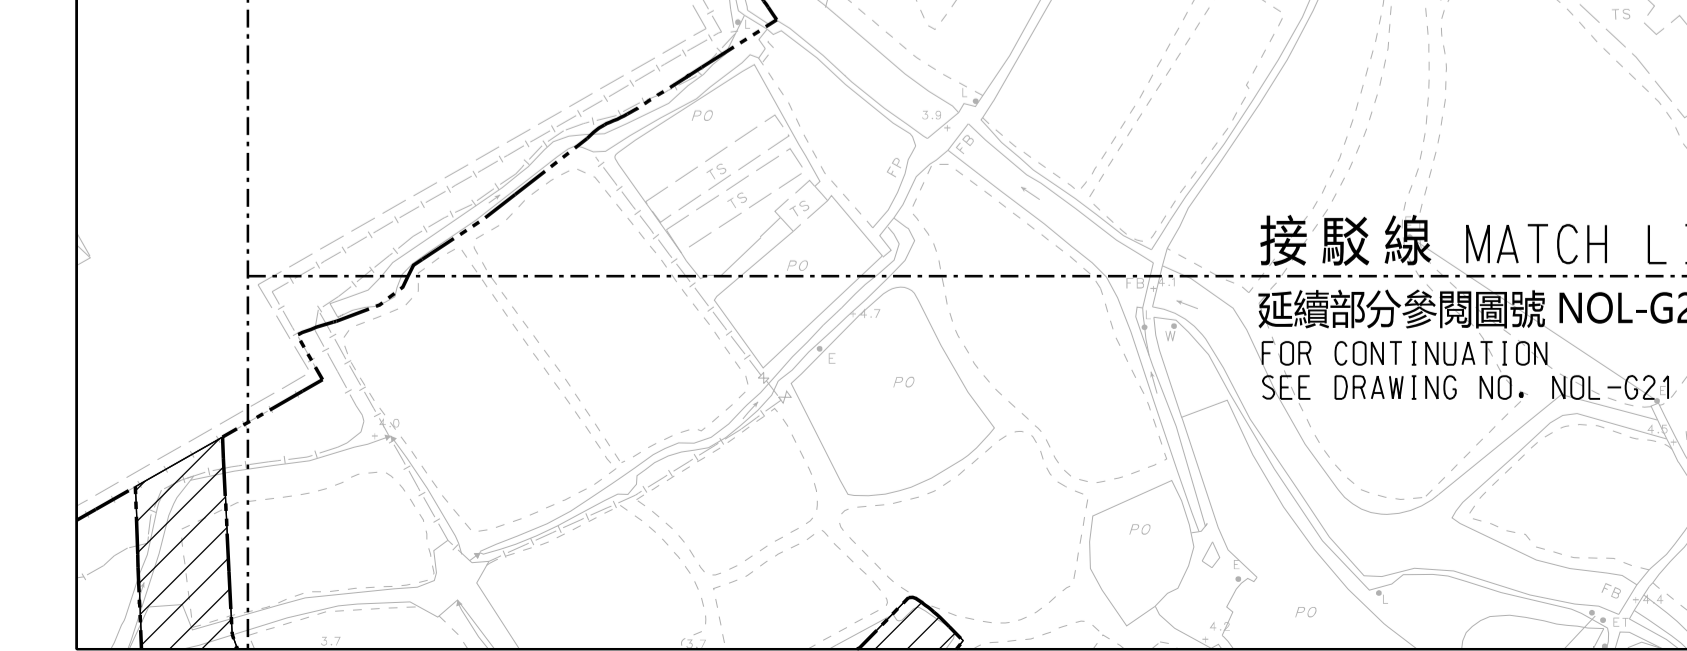 TS
L
L
PO
3.9
FB
FP
TS
TS
TS
PO
接駁線 MATCH L
FB 4.1
延續部分參閱圖號 NOL-G2
4.7
W
FOR CONTINUATION
E
PO
SEE DRAWING NO. NOL-G21
E
4.0
4.5
PO
E
FB
L
4.4
PO
ET
4.2
3.7
(3.7